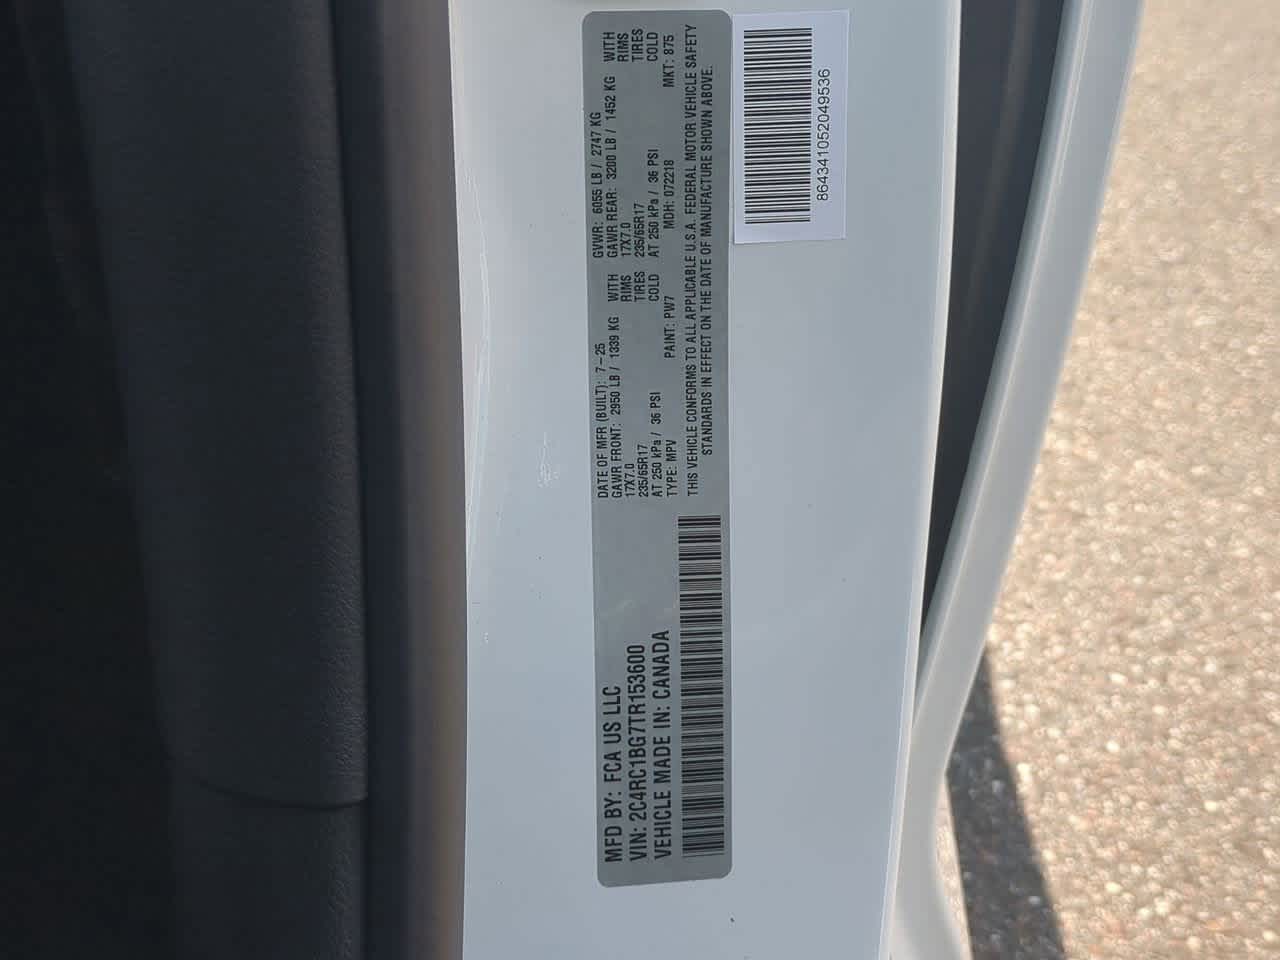 MFD BY: FCA US LLC
VIN: 2C4RC1BG7TR153600
VEHICLE MADE IN: CANADA
DATE OF MFR (BUILT): 7-25
GAWR FRONT: 2950 LB / 1339 KG WITH
17X7.0 RIMS
235/65R17 TIRES
AT 250 kPa / 36 PSI COLD
TYPE: MPV PAINT: PW7
GVWR: 6055 LB / 2747 KG
GAWR REAR: 3200 LB / 1452 KG WITH
17X7.0 RIMS
235/65R17 TIRES
AT 250 kPa / 36 PSI COLD
MDH: 072218 MKT: 875
THIS VEHICLE CONFORMS TO ALL APPLICABLE U.S.A. FEDERAL MOTOR VEHICLE SAFETY
STANDARDS IN EFFECT ON THE DATE OF MANUFACTURE SHOWN ABOVE.
864341052049536